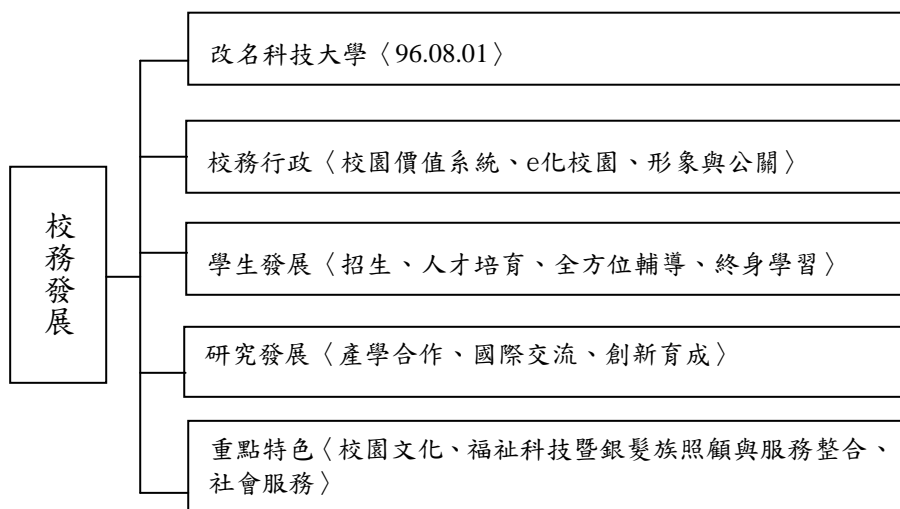 改名科技大學〈96.08.01〉
校務行政〈校園價值系統、e化校園、形象與公關〉
校務發展
學生發展〈招生、人才培育、全方位輔導、終身學習〉
研究發展〈產學合作、國際交流、創新育成〉
重點特色〈校園文化、福祉科技暨銀髮族照顧與服務整合、
社會服務〉